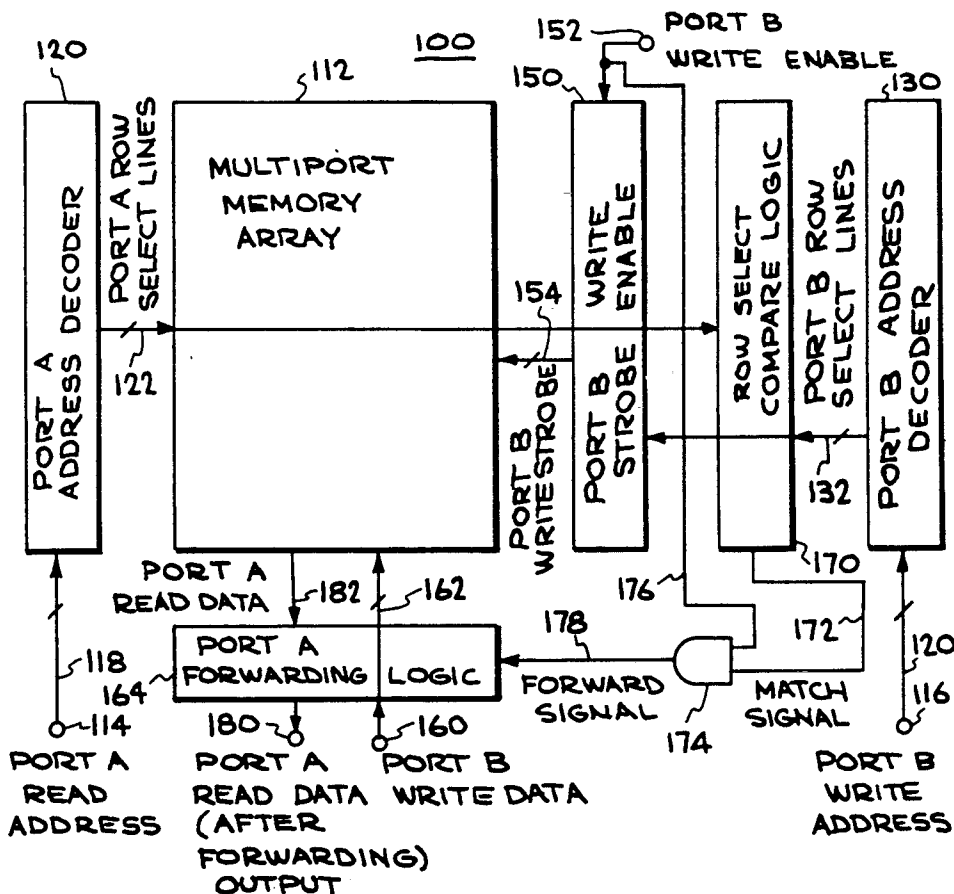 120
100
152
PORT B
WRITE ENABLE
112
150
130
PORT A
ADDRESS DECODER
PORT A ROW
SELECT LINES
122
MULTIPORT
MEMORY
ARRAY
154
PORT B
WRITE STROBE
PORT B WRITE
STROBE ENABLE
ROW SELECT
COMPARE LOGIC
PORT B ROW
SELECT LINES
132
PORT B ADDRESS
DECODER
170
PORT A
READ DATA
182
162
176
172
PORT A
FORWARDING LOGIC
164
178
FORWARD
SIGNAL
174
MATCH
SIGNAL
118
114
PORT A
READ
ADDRESS
180
PORT A
READ DATA
(AFTER
FORWARDING)
OUTPUT
160
PORT B
WRITE DATA
120
116
PORT B
WRITE
ADDRESS